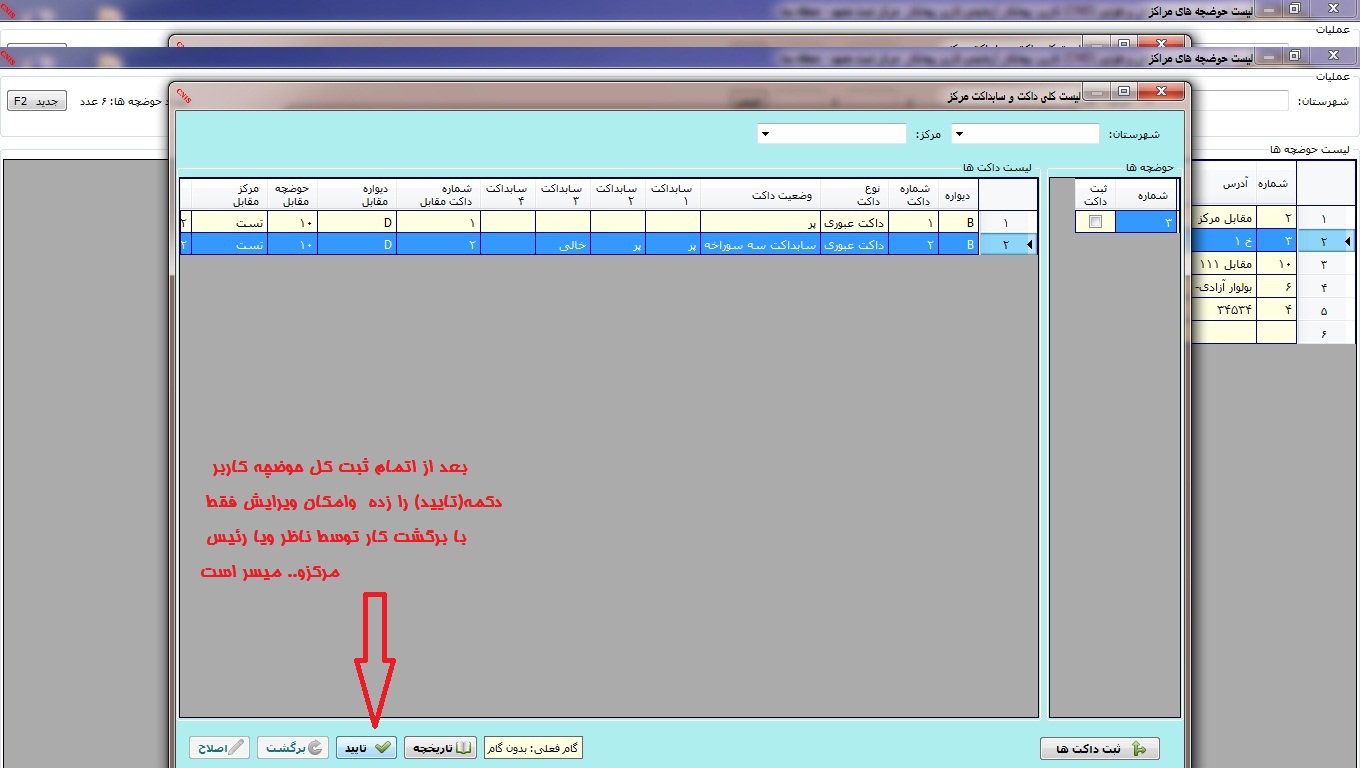 لیست حوضچه های مراکز
عملیات
لیست حوضچه های مراکز
عملیات
شهرستان:
حوضچه ها: ۶ عدد
جدید F2
لیست کلی داکت و سابداکت مرکز
CNIS
شهرستان:
مرکز:
حوضچه ها
لیست داکت ها
لیست حوضچه ها
شماره آدرس
۱ ۲ مقابل مرکز
۲ ۳ خ ۱
۳ ۱۰ مقابل ۱۱۱
۴ ۶ بولوار آزادی-
۵ ۴ ۳۴۵۳۴
۶
شماره ثبت داکت
۳
دیواره شماره داکت نوع داکت وضعیت داکت سابداکت ۱ سابداکت ۲ سابداکت ۳ سابداکت ۴ شماره داکت مقابل دیواره مقابل حوضچه مقابل مرکز مقابل
۱ B ۱ داکت عبوری پر ۱ D ۱۰ تست ۲
۲ B ۲ داکت عبوری سابداکت سه سوراخه پر پر خالی ۲ D ۱۰ تست ۲
بعد از اتمام ثبت کل حوضچه کاربر
دکمه(تایید) را زده وامکان ویرایش فقط
با برگشت کار توسط ناظر ویا رئیس
مرکزو.. میسر است
ثبت داکت ها
گام فعلی: بدون گام
تاریخچه
تایید
برگشت
اصلاح